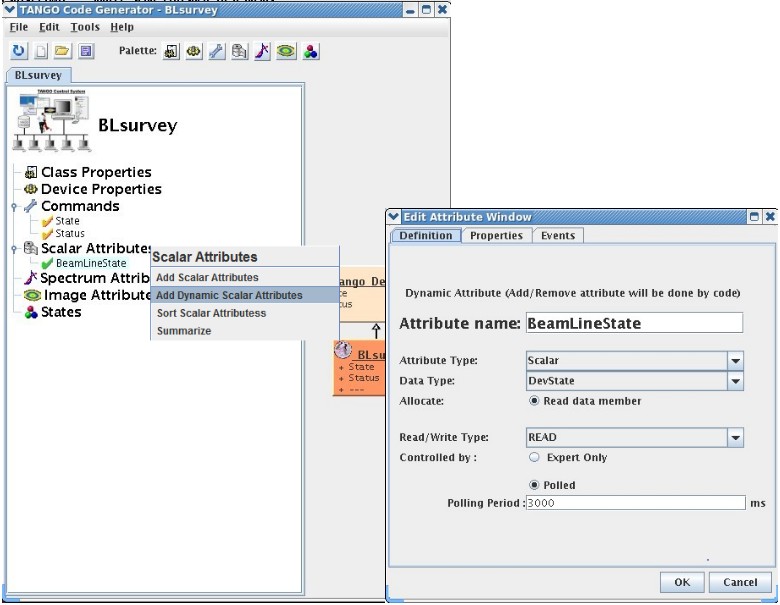 TANGO Code Generator - BLsurvey
File Edit Tools Help
Palette:
BLsurvey
TANGO Control System
BLsurvey
Class Properties
Device Properties
Commands
State
Status
Scalar Attributes
BeamLineState
Spectrum Attrib
Image Attribute
States
Scalar Attributes
Add Scalar Attributes
Add Dynamic Scalar Attributes
Sort Scalar Attributess
Summarize
ango De
tus
BLsu
+ State
+ Status
+ ---
Edit Attribute Window
Definition Properties Events
Dynamic Attribute (Add/Remove attribute will be done by code)
Attribute name: BeamLineState
Attribute Type: Scalar
Data Type: DevState
Allocate: Read data member
Read/Write Type: READ
Controlled by : Expert Only
Polled
Polling Period : 3000 ms
OK Cancel